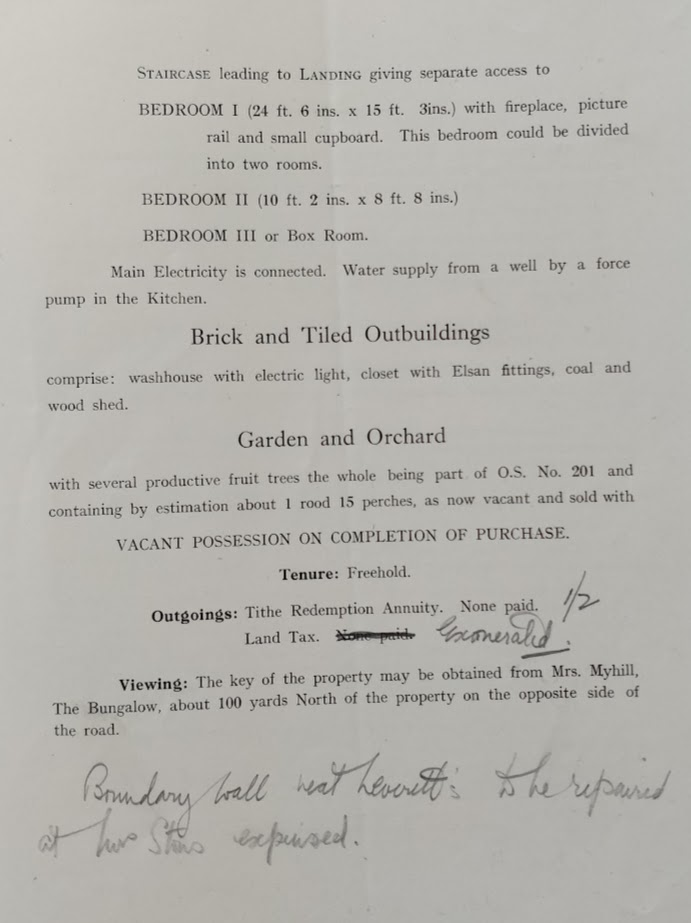 STAIRCASE leading to LANDING giving separate access to
BEDROOM I (24 ft. 6 ins. x 15 ft. 3ins.) with fireplace, picture
rail and small cupboard. This bedroom could be divided
into two rooms.
BEDROOM II (10 ft. 2 ins. x 8 ft. 8 ins.)
BEDROOM III or Box Room.
Main Electricity is connected. Water supply from a well by a force
pump in the Kitchen.
Brick and Tiled Outbuildings
comprise: washhouse with electric light, closet with Elsan fittings, coal and
wood shed.
Garden and Orchard
with several productive fruit trees the whole being part of O.S. No. 201 and
containing by estimation about 1 rood 15 perches, as now vacant and sold with
VACANT POSSESSION ON COMPLETION OF PURCHASE.
Tenure: Freehold.
Outgoings: Tithe Redemption Annuity. None paid. 1/2
Land Tax. None paid. Exonerated.
Viewing: The key of the property may be obtained from Mrs. Myhill,
The Bungalow, about 100 yards North of the property on the opposite side of
the road.
Boundary wall Leverett's to be repaired
at